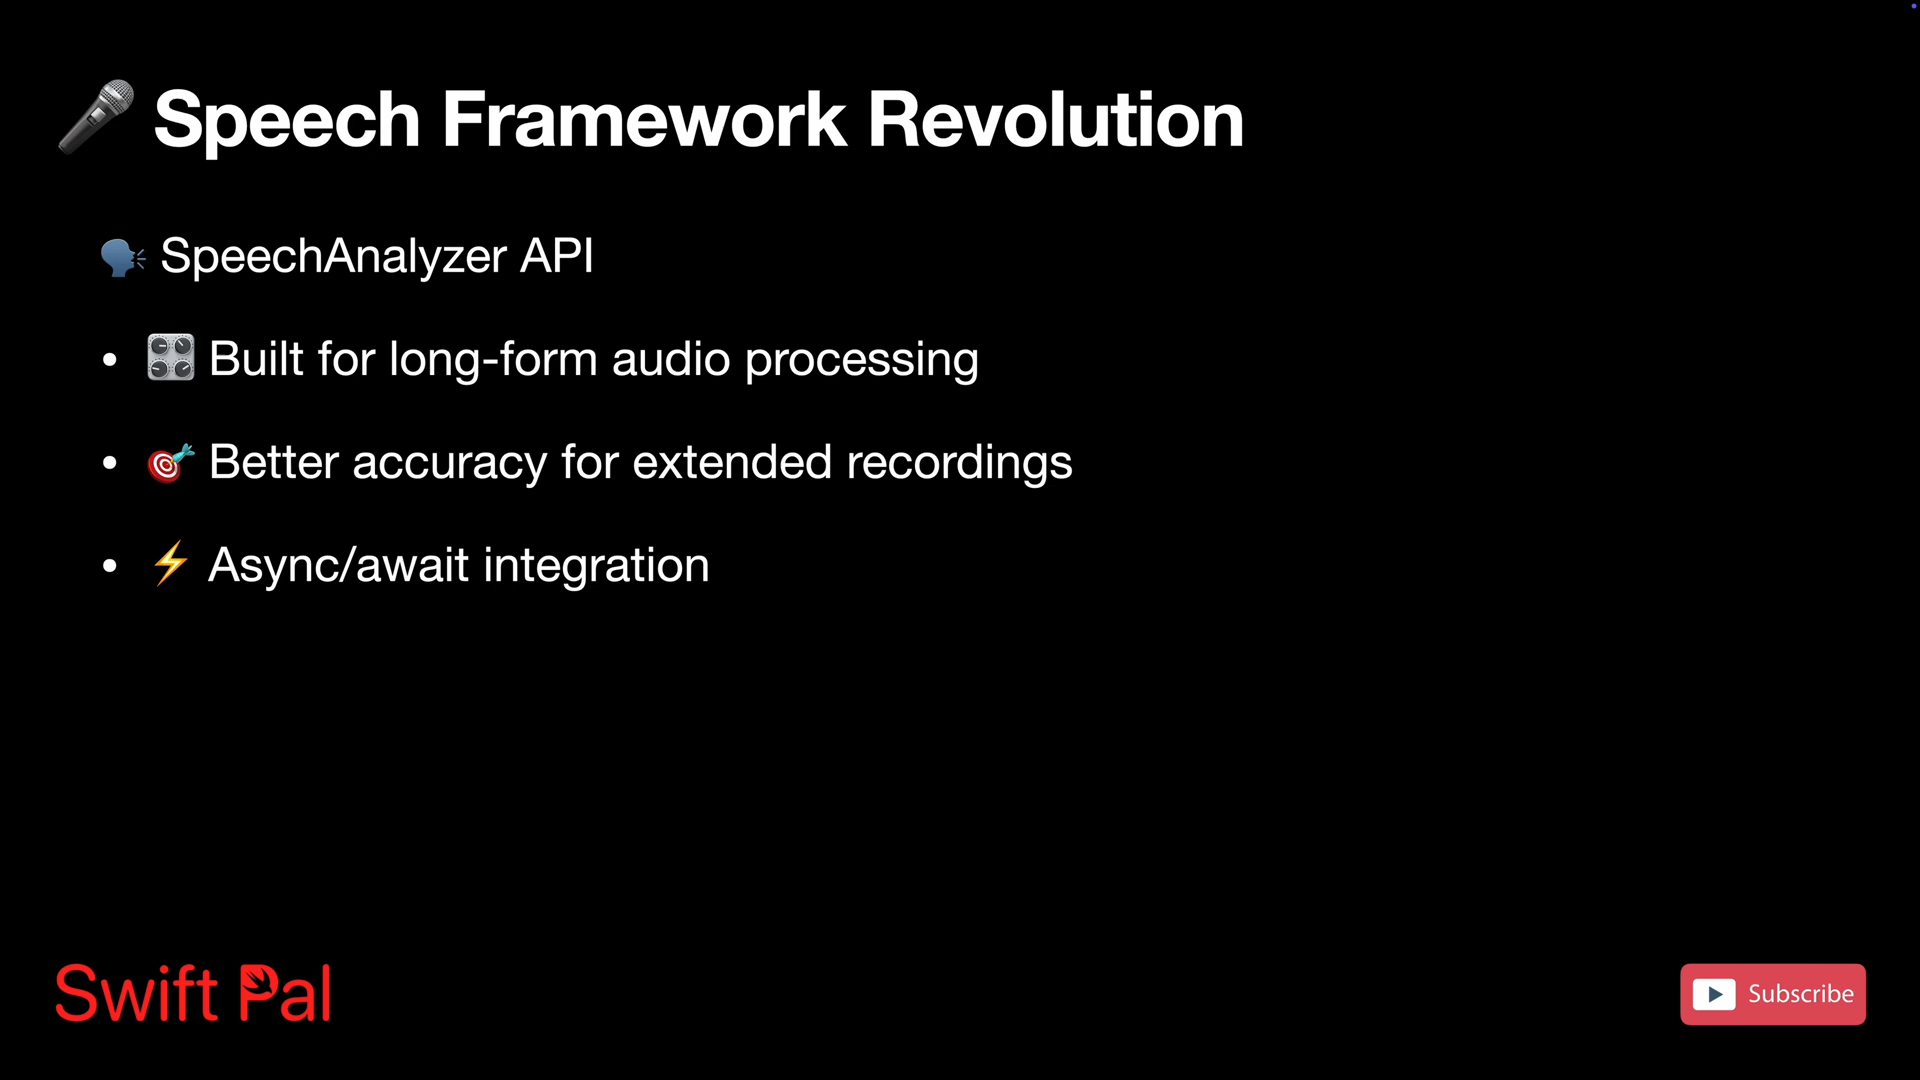 🎤 Speech Framework Revolution
🗣️ SpeechAnalyzer API
• 🎛️ Built for long-form audio processing
• 🎯 Better accuracy for extended recordings
• ⚡ Async/await integration
Swift Pal
Subscribe